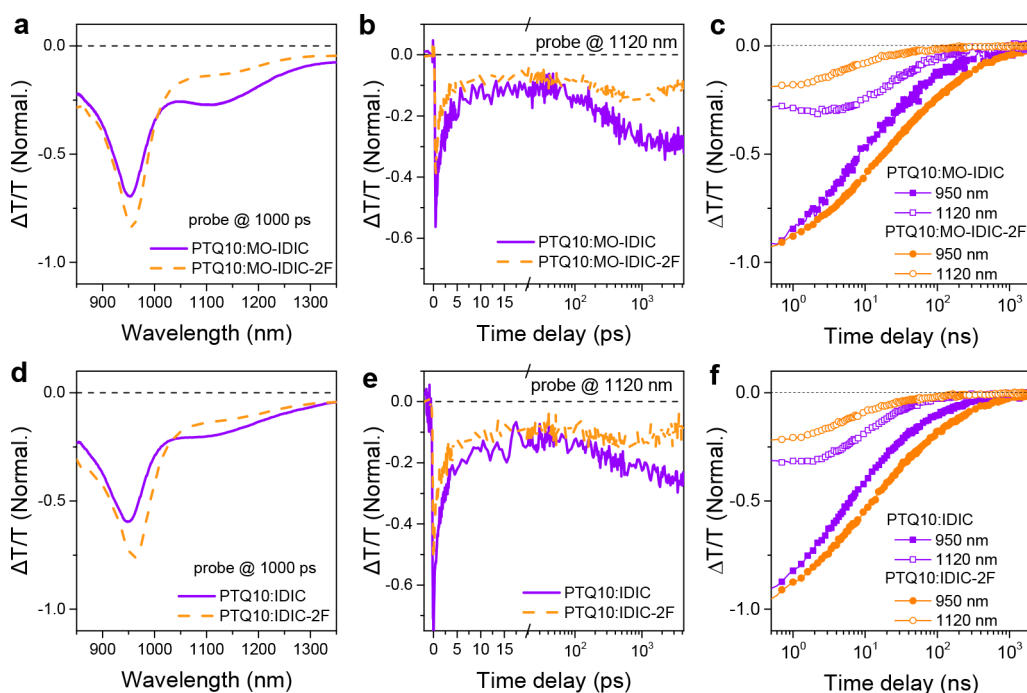 a
0.0
-0.5
-1.0
ΔT/T (Normal.)
probe @ 1000 ps
PTQ10:MO-IDIC
PTQ10:MO-IDIC-2F
900 1000 1100 1200 1300
Wavelength (nm)
b
0.0
-0.2
-0.4
-0.6
ΔT/T (Normal.)
probe @ 1120 nm
PTQ10:MO-IDIC
PTQ10:MO-IDIC-2F
0 5 10 15 10² 10³
Time delay (ps)
c
0.0
-0.5
-1.0
ΔT/T (Normal.)
PTQ10:MO-IDIC
950 nm
1120 nm
PTQ10:MO-IDIC-2F
950 nm
1120 nm
10⁰ 10¹ 10² 10³
Time delay (ns)
d
0.0
-0.5
-1.0
ΔT/T (Normal.)
probe @ 1000 ps
PTQ10:IDIC
PTQ10:IDIC-2F
900 1000 1100 1200 1300
Wavelength (nm)
e
0.0
-0.2
-0.4
-0.6
ΔT/T (Normal.)
probe @ 1120 nm
PTQ10:IDIC
PTQ10:IDIC-2F
0 5 10 15 10² 10³
Time delay (ps)
f
0.0
-0.5
-1.0
ΔT/T (Normal.)
PTQ10:IDIC
950 nm
1120 nm
PTQ10:IDIC-2F
950 nm
1120 nm
10⁰ 10¹ 10² 10³
Time delay (ns)